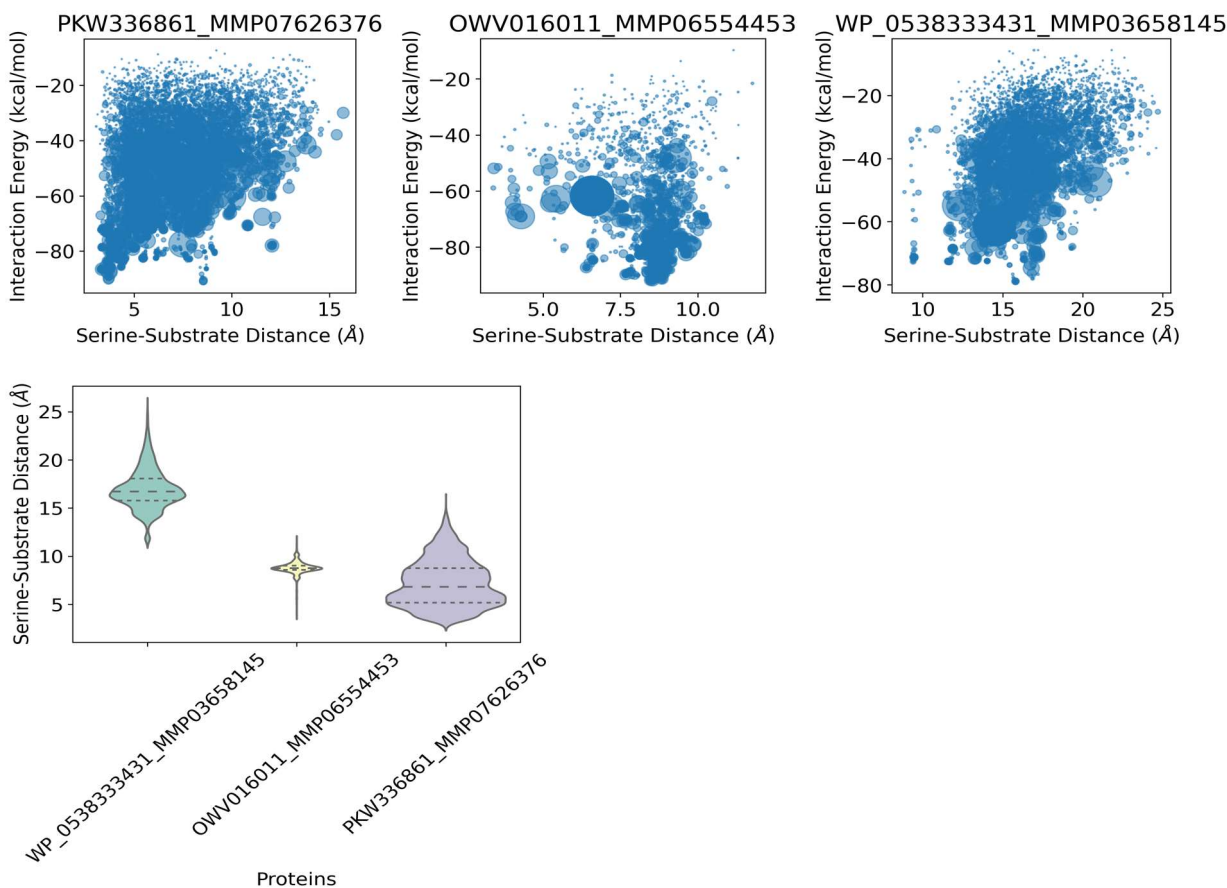 PKW336861_MMP07626376
OWV016011_MMP06554453
WP_0538333431_MMP03658145
Interaction Energy (kcal/mol)
−20
−40
−60
−80
5
10
15
Serine-Substrate Distance (Å)
Interaction Energy (kcal/mol)
−20
−40
−60
−80
5.0
7.5
10.0
Serine-Substrate Distance (Å)
Interaction Energy (kcal/mol)
−20
−40
−60
−80
10
15
20
25
Serine-Substrate Distance (Å)
Serine-Substrate Distance (Å)
25
20
15
10
5
WP_0538333431_MMP03658145
OWV016011_MMP06554453
PKW336861_MMP07626376
Proteins